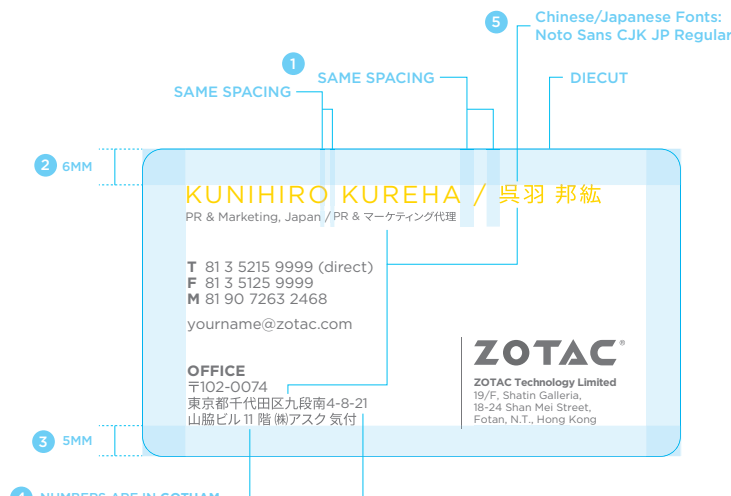 5
Chinese/Japanese Fonts:
Noto Sans CJK JP Regular
1
SAME SPACING
SAME SPACING
DIECUT
2 6MM
KUNIHIRO KUREHA / 呉羽 邦紘
PR & Marketing, Japan / PR & マーケティング代理
T 81 3 5215 9999 (direct)
F 81 3 5125 9999
M 81 90 7263 2468
yourname@zotac.com
OFFICE
〒102-0074
東京都千代田区九段南4-8-21
山脇ビル 11 階 ㈱アスク 気付
ZOTAC®
ZOTAC Technology Limited
19/F, Shatin Galleria,
18-24 Shan Mei Street,
Fotan, N.T., Hong Kong
3 5MM
4 NUMBERS ARE IN GOTHAM